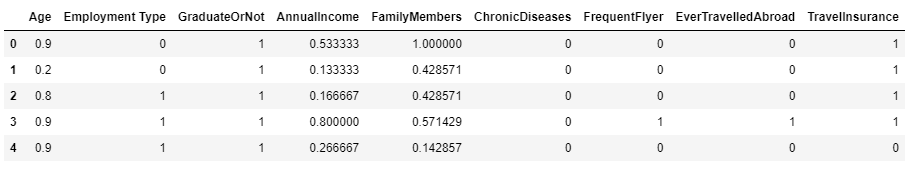 Age Employment Type GraduateOrNot AnnualIncome FamilyMembers ChronicDiseases FrequentFlyer EverTravelledAbroad TravelInsurance
0 0.9 0 1 0.533333 1.000000 0 0 0 1
1 0.2 0 1 0.133333 0.428571 0 0 0 1
2 0.8 1 1 0.166667 0.428571 0 0 0 1
3 0.9 1 1 0.800000 0.571429 0 1 1 1
4 0.9 1 1 0.266667 0.142857 0 0 0 0